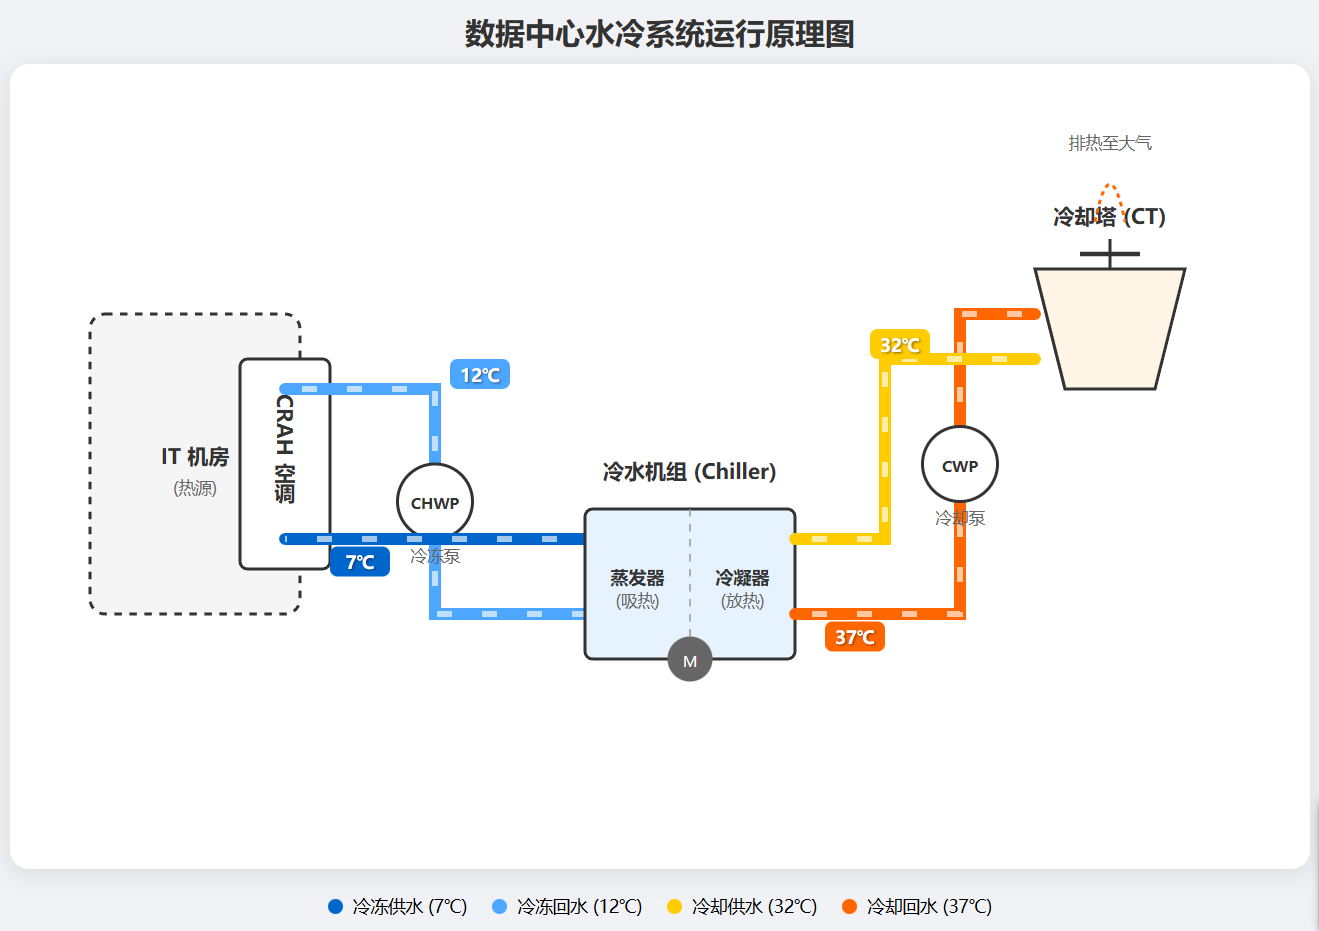 数据中心水冷系统运行原理图
排热至大气
冷却塔 (CT)
32℃
12℃
CRAH 空调
IT 机房
(热源)
CHWP
冷冻泵
7℃
冷水机组 (Chiller)
蒸发器
(吸热)
冷凝器
(放热)
M
CWP
冷却泵
37℃
冷冻供水 (7℃)
冷冻回水 (12℃)
冷却供水 (32℃)
冷却回水 (37℃)